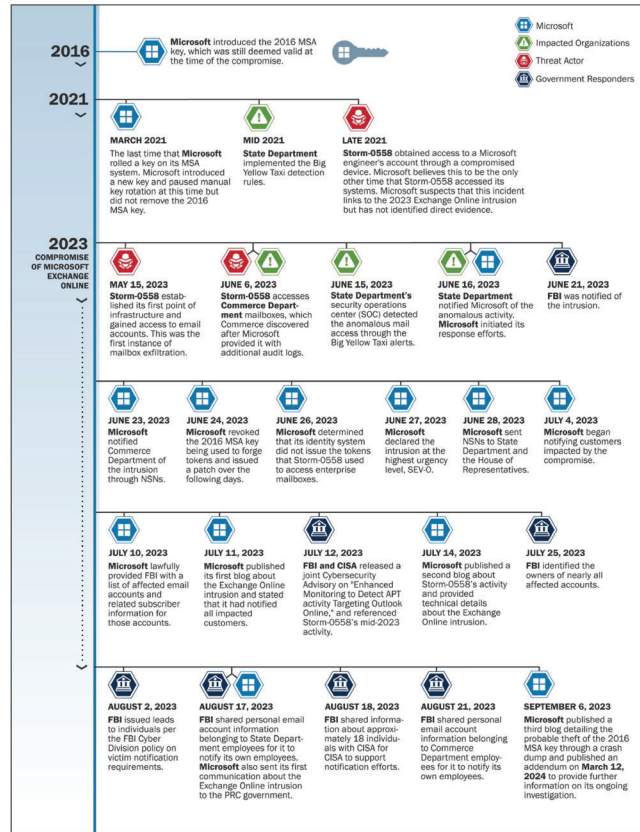 2016
Microsoft introduced the 2016 MSA
key, which was still deemed valid at
the time of the compromise.
Microsoft
Impacted Organizations
Threat Actor
Government Responders
2021
MARCH 2021
The last time that Microsoft
rolled a key on its MSA
system. Microsoft introduced
a new key and paused manual
key rotation at this time but
did not remove the 2016
MSA key.
MID 2021
State Department
implemented the Big
Yellow Taxi detection
rules.
LATE 2021
Storm-0558 obtained access to a Microsoft
engineer's account through a compromised
device. Microsoft believes this to be the only
other time that Storm-0558 accessed its
systems. Microsoft suspects that this incident
links to the 2023 Exchange Online intrusion
but has not identified direct evidence.
2023
COMPROMISE
OF MICROSOFT
EXCHANGE
ONLINE
MAY 15, 2023
Storm-0558 estab-
lished its first point of
infrastructure and
gained access to email
accounts. This was the
first instance of
mailbox exfiltration.
JUNE 6, 2023
Storm-0558 accesses
Commerce Depart-
ment mailboxes, which
Commerce discovered
after Microsoft
provided it with
additional audit logs.
JUNE 15, 2023
State Department's
security operations
center (SOC) detected
the anomalous mail
access through the
Big Yellow Taxi alerts.
JUNE 16, 2023
State Department
notified Microsoft of the
anomalous activity.
Microsoft initiated its
response efforts.
JUNE 21, 2023
FBI was notified of
the intrusion.
JUNE 23, 2023
Microsoft
notified
Commerce
Department of
the intrusion
through NSNs.
JUNE 24, 2023
Microsoft revoked
the 2016 MSA key
being used to forge
tokens and issued
a patch over the
following days.
JUNE 26, 2023
Microsoft determined
that its identity system
did not issue the tokens
that Storm-0558 used
to access enterprise
mailboxes.
JUNE 27, 2023
Microsoft
declared the
intrusion at the
highest urgency
level, SEV-0.
JUNE 28, 2023
Microsoft sent
NSNs to State
Department and
the House of
Representatives.
JULY 4, 2023
Microsoft began
notifying customers
impacted by the
compromise.
JULY 10, 2023
Microsoft lawfully
provided FBI with a
list of affected email
accounts and
related subscriber
information for
those accounts.
JULY 11, 2023
Microsoft published
its first blog about
the Exchange Online
intrusion and stated
that it had notified
all impacted
customers.
JULY 12, 2023
FBI and CISA released a
joint Cybersecurity
Advisory on "Enhanced
Monitoring to Detect APT
activity Targeting Outlook
Online," and referenced
Storm-0558's mid-2023
activity.
JULY 14, 2023
Microsoft published a
second blog about
Storm-0558's activity
and provided
technical details
about the Exchange
Online intrusion.
JULY 25, 2023
FBI identified the
owners of nearly all
affected accounts.
AUGUST 2, 2023
FBI issued leads
to individuals per
the FBI Cyber
Division policy on
victim notification
requirements.
AUGUST 17, 2023
FBI shared personal email
account information
belonging to State Depart-
ment employees for it to
notify its own employees.
Microsoft also sent its first
communication about the
Exchange Online intrusion
to the PRC government.
AUGUST 18, 2023
FBI shared informa-
tion about approxi-
mately 18 individu-
als with CISA for
CISA to support
notification efforts.
AUGUST 21, 2023
FBI shared personal
email account
information belonging
to Commerce
Department employ-
ees for it to notify its
own employees.
SEPTEMBER 6, 2023
Microsoft published a
third blog detailing the
probable theft of the 2016
MSA key through a crash
dump and published an
addendum on March 12,
2024 to provide further
information on its ongoing
investigation.